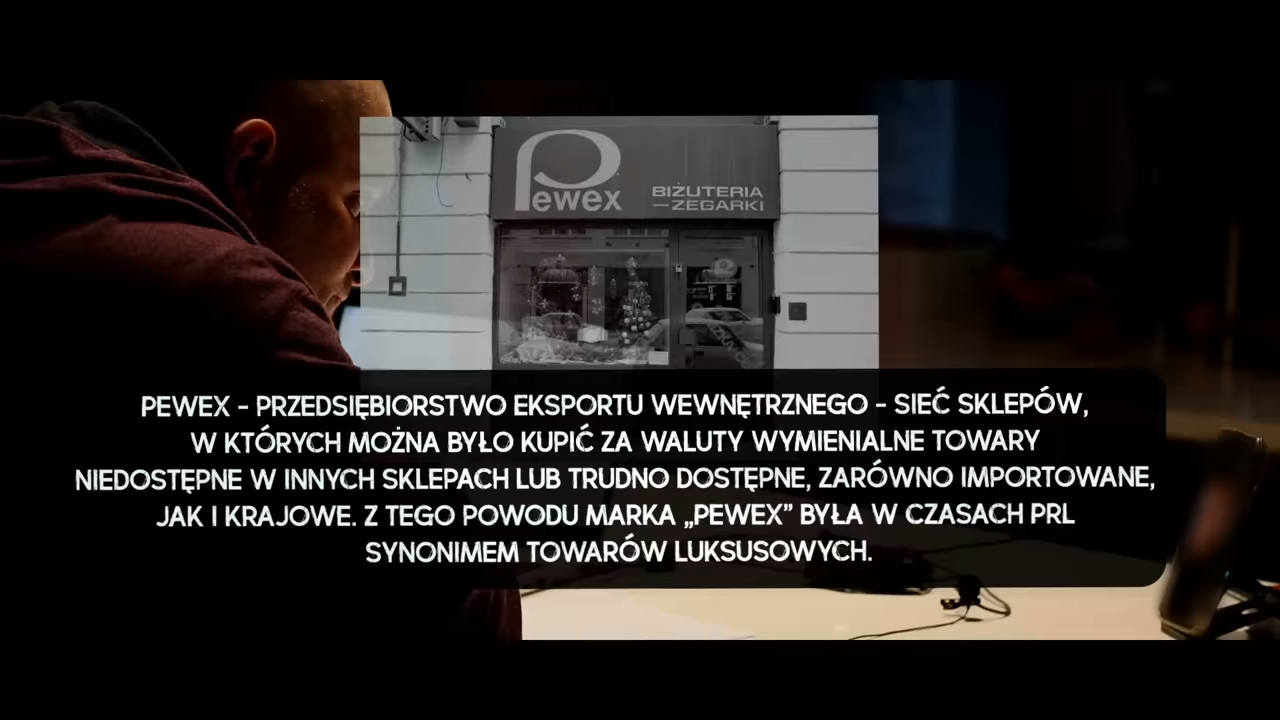 Pewex
BIŻUTERIA
—ZEGARKI
PEWEX - PRZEDSIĘBIORSTWO EKSPORTU WEWNĘTRZNEGO - SIEĆ SKLEPÓW,
W KTÓRYCH MOŻNA BYŁO KUPIĆ ZA WALUTY WYMIENIALNE TOWARY
NIEDOSTĘPNE W INNYCH SKLEPACH LUB TRUDNO DOSTĘPNE, ZARÓWNO IMPORTOWANE,
JAK I KRAJOWE. Z TEGO POWODU MARKA „PEWEX” BYŁA W CZASACH PRL
SYNONIMEM TOWARÓW LUKSUSOWYCH.